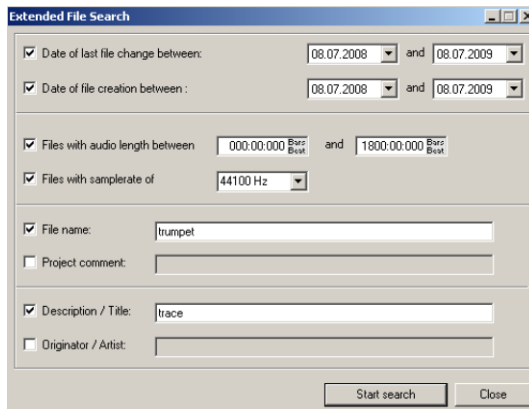 Extended File Search
Date of last file change between: 08.07.2008 and 08.07.2009
Date of file creation between : 08.07.2008 and 08.07.2009
Files with audio length between 000:00:000 Bars Beat and 1800:00:000 Bars Beat
Files with samplerate of 44100 Hz
File name: trumpet
Project comment:
Description / Title: trace
Originator / Artist:
Start search Close